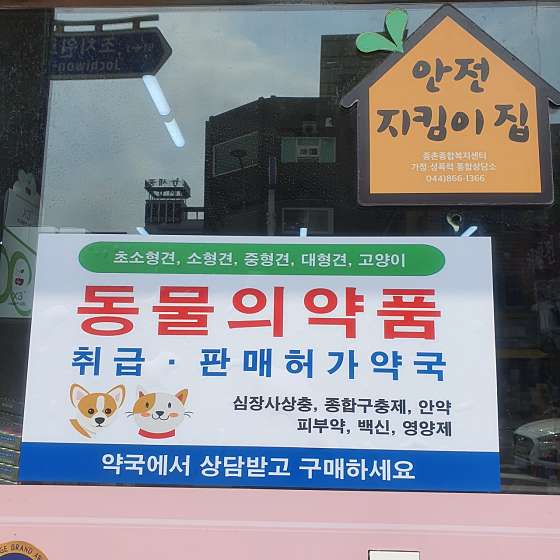 조치원
Jochiwon
안전
지킴이 집
종촌종합복지센터
가정·성폭력 통합상담소
044)866-1366
초소형견, 소형견, 중형견, 대형견, 고양이
동물의약품
취급 · 판매허가약국
심장사상충, 종합구충제, 안약
피부약, 백신, 영양제
약국에서 상담받고 구매하세요